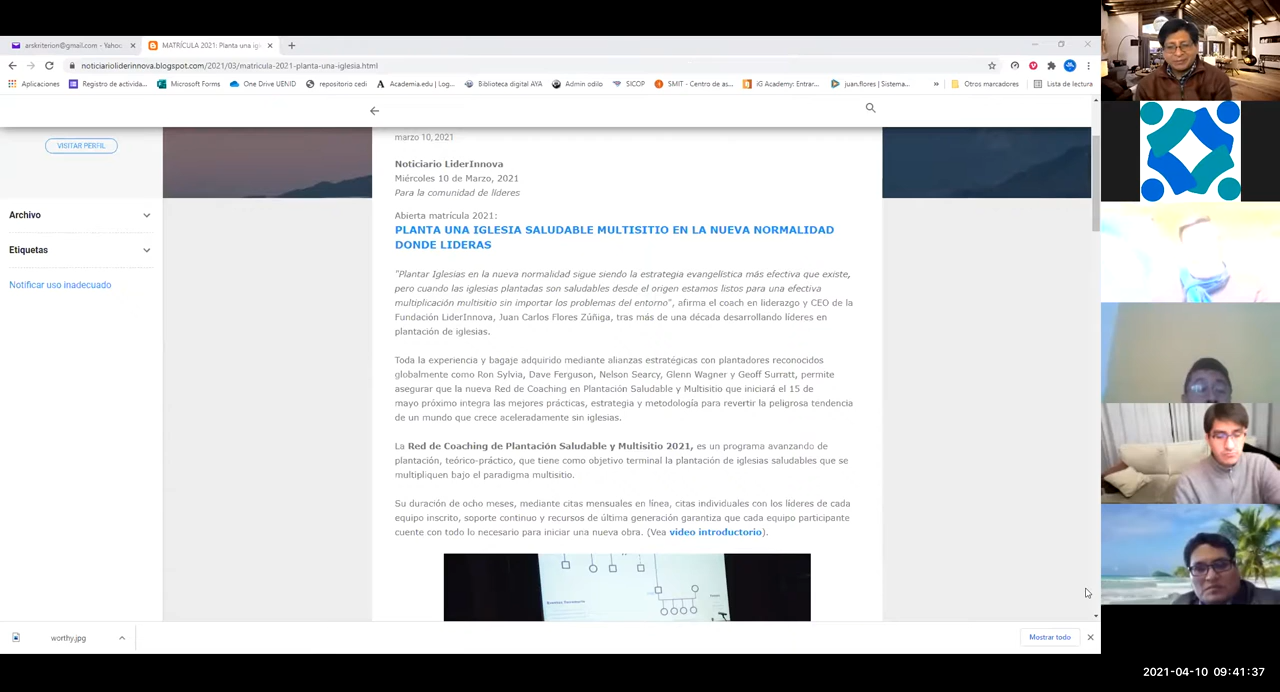 arskriterion@gmail.com - Yahoo
MATRÍCULA 2021: Planta una igl
noticiarioliderinnova.blogspot.com/2021/03/matricula-2021-planta-una-iglesia.html
Aplicaciones
Registro de activida...
Microsoft Forms
One Drive UENID
repositorio cedi
Academia.edu | Log...
Biblioteca digital AYA
Admin odilo
SICOP
SMIT - Centro de as...
iG Academy: Entrar...
juan.flores | Sistema...
»
Otros marcadores
Lista de lectura
VISITAR PERFIL
Archivo
Etiquetas
Notificar uso inadecuado
marzo 10, 2021
Noticiario LiderInnova
Miércoles 10 de Marzo, 2021
Para la comunidad de líderes
Abierta matrícula 2021:
PLANTA UNA IGLESIA SALUDABLE MULTISITIO EN LA NUEVA NORMALIDAD
DONDE LIDERAS
"Plantar Iglesias en la nueva normalidad sigue siendo la estrategia evangelística más efectiva que existe,
pero cuando las iglesias plantadas son saludables desde el origen estamos listos para una efectiva
multiplicación multisitio sin importar los problemas del entorno", afirma el coach en liderazgo y CEO de la
Fundación LiderInnova, Juan Carlos Flores Zúñiga, tras más de una década desarrollando líderes en
plantación de iglesias.
Toda la experiencia y bagaje adquirido mediante alianzas estratégicas con plantadores reconocidos
globalmente como Ron Sylvia, Dave Ferguson, Nelson Searcy, Glenn Wagner y Geoff Surratt, permite
asegurar que la nueva Red de Coaching en Plantación Saludable y Multisitio que iniciará el 15 de
mayo próximo integra las mejores prácticas, estrategia y metodología para revertir la peligrosa tendencia
de un mundo que crece aceleradamente sin iglesias.
La Red de Coaching de Plantación Saludable y Multisitio 2021, es un programa avanzando de
plantación, teórico-práctico, que tiene como objetivo terminal la plantación de iglesias saludables que se
multipliquen bajo el paradigma multisitio.
Su duración de ocho meses, mediante citas mensuales en línea, citas individuales con los líderes de cada
equipo inscrito, soporte continuo y recursos de última generación garantiza que cada equipo participante
cuente con todo lo necesario para iniciar una nueva obra. (Vea video introductorio).
worthy.jpg
Mostrar todo
2021-04-10 09:41:37